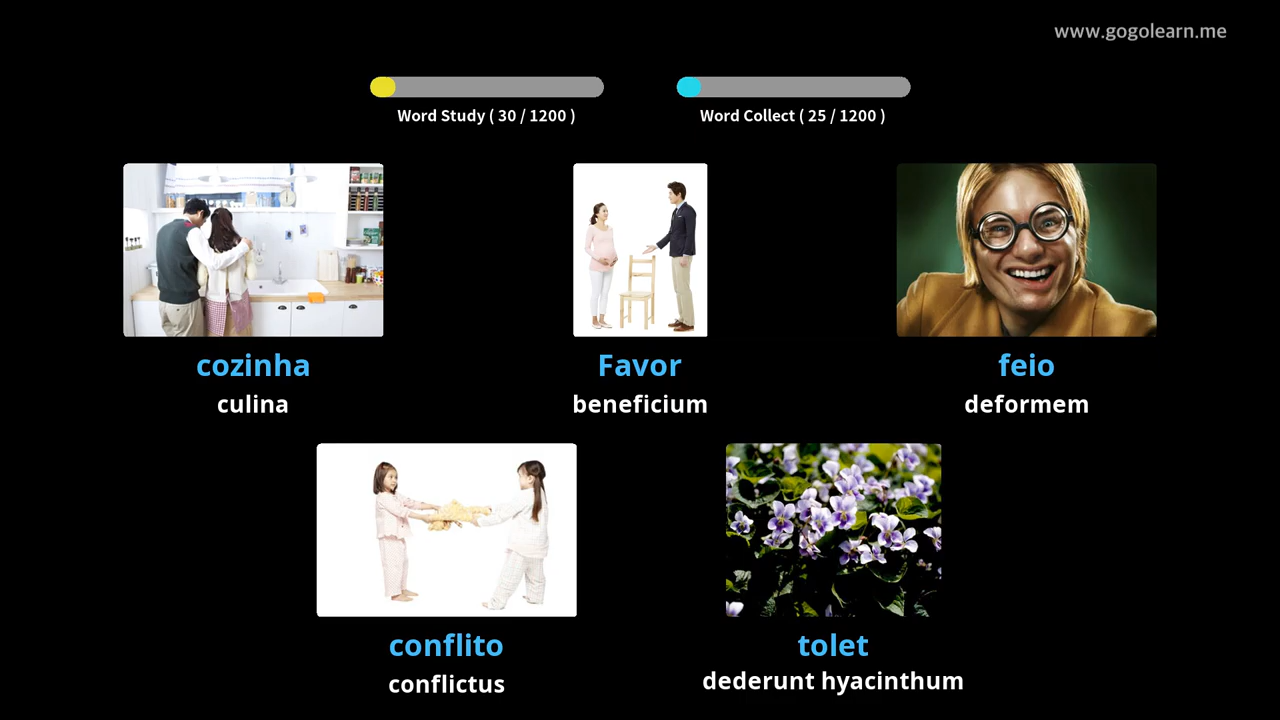 www.gogolearn.me
Word Study ( 30 / 1200 )
Word Collect ( 25 / 1200 )
cozinha
culina
Favor
beneficium
feio
deformem
conflito
conflictus
tolet
dederunt hyacinthum